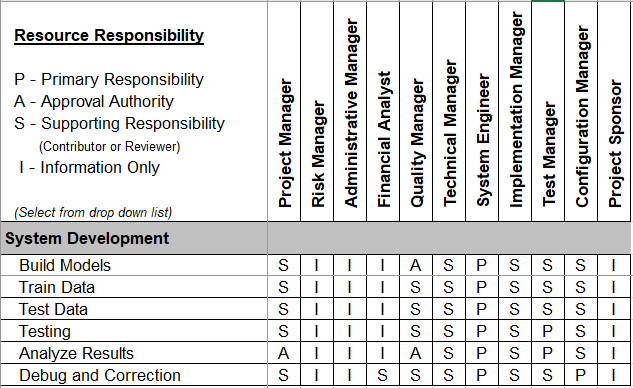 Resource Responsibility
P - Primary Responsibility
A - Approval Authority
S - Supporting Responsibility
(Contributor or Reviewer)
I - Information Only
(Select from drop down list)
Project Manager
Risk Manager
Administrative Manager
Financial Analyst
Quality Manager
Technical Manager
System Engineer
Implementation Manager
Test Manager
Configuration Manager
Project Sponsor
System Development
Build Models S I I I A S P S S S I
Train Data S I I I S S P S S S I
Test Data S I I I S S P S S S I
Testing S I I I S S P S P S I
Analyze Results A I I I A S P S P S I
Debug and Correction S I I S S S P S S P I